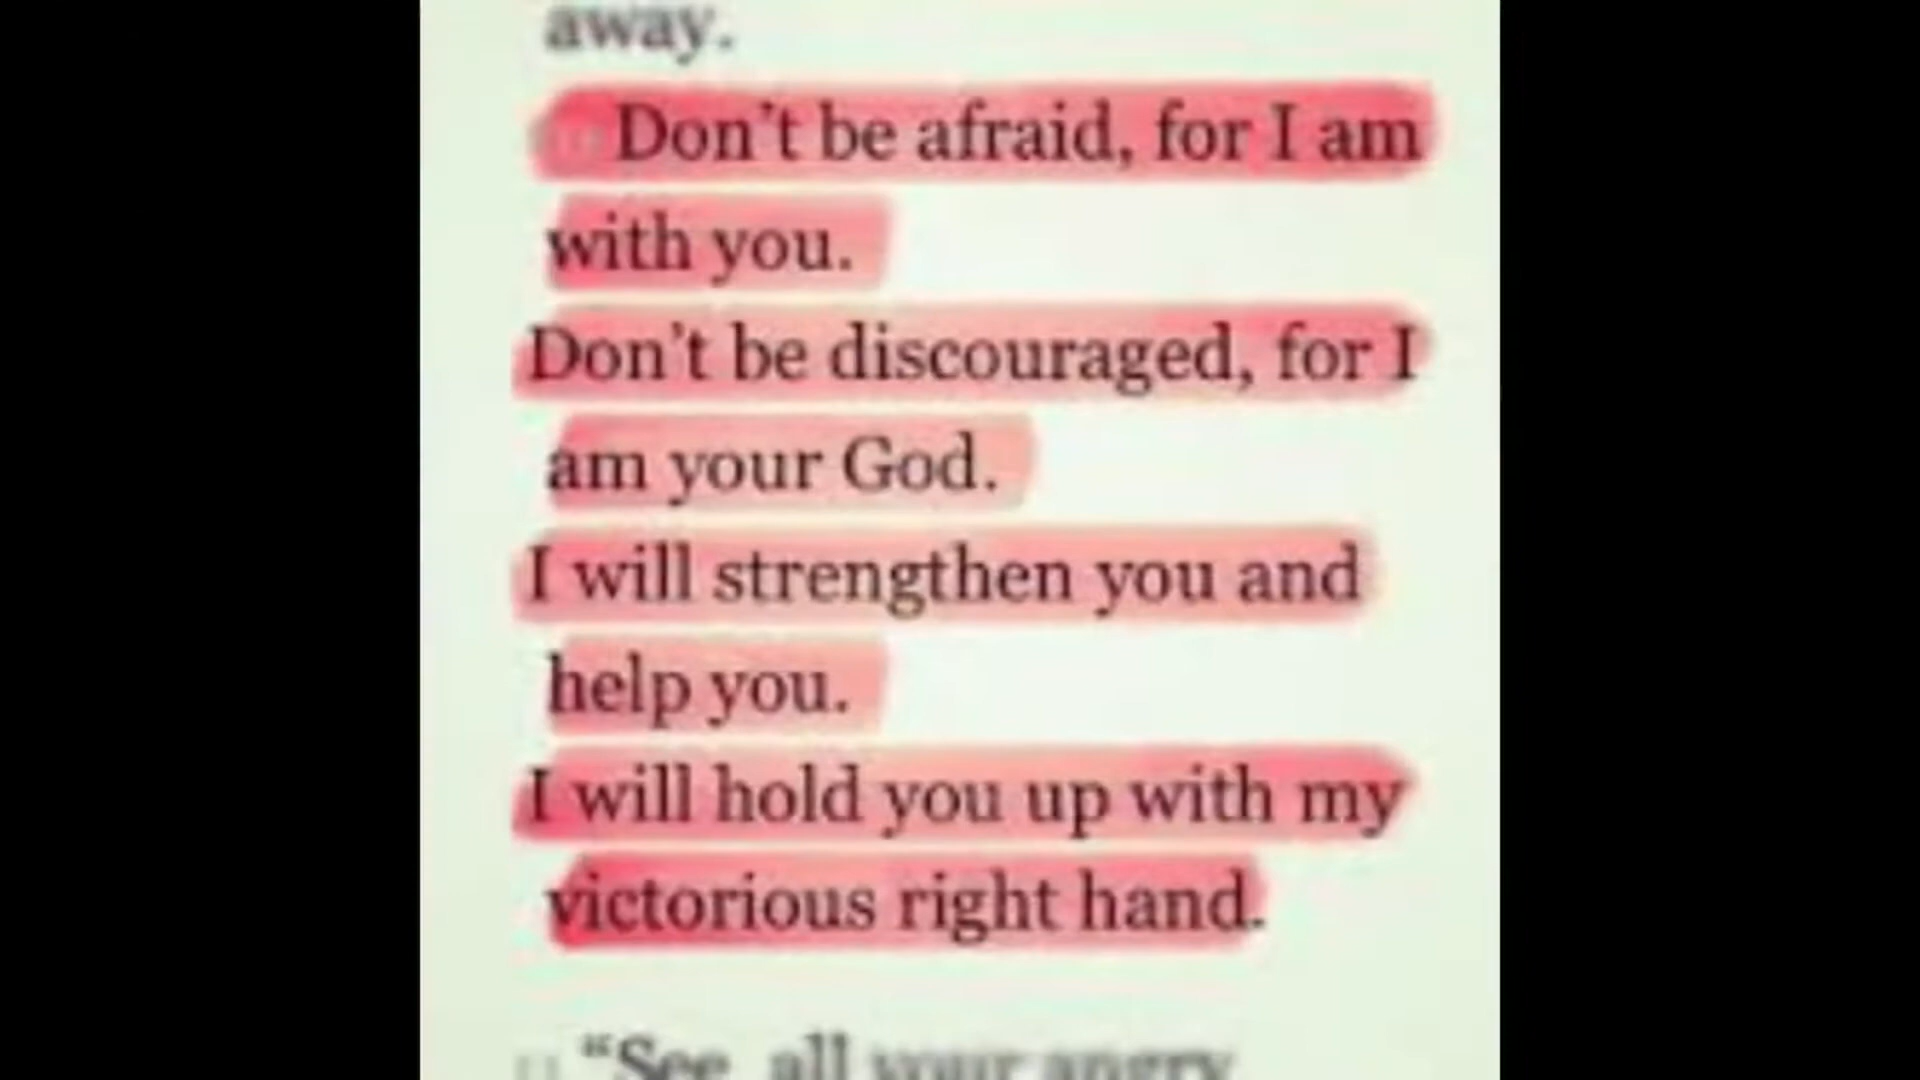 away.
Don't be afraid, for I am
with you.
Don't be discouraged, for I
am your God.
I will strengthen you and
help you.
I will hold you up with my
victorious right hand.
"See, all your angry